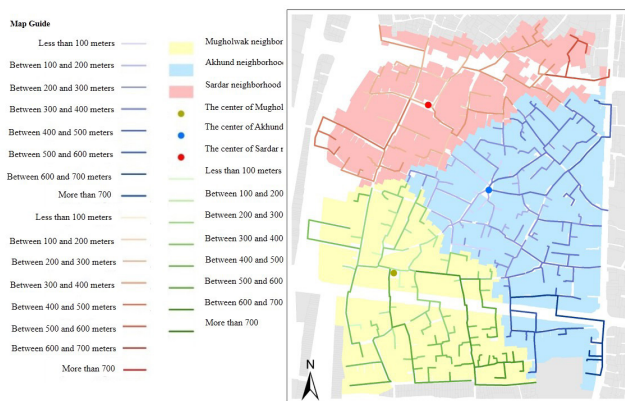 Map Guide
Less than 100 meters
Between 100 and 200 meters
Between 200 and 300 meters
Between 300 and 400 meters
Between 400 and 500 meters
Between 500 and 600 meters
Between 600 and 700 meters
More than 700
Less than 100 meters
Between 100 and 200 meters
Between 200 and 300 meters
Between 300 and 400 meters
Between 400 and 500 meters
Between 500 and 600 meters
Between 600 and 700 meters
More than 700
Mugholwak neighbor
Akhund neighborhoo
Sardar neighborhood
The center of Mughol
The center of Akhund
The center of Sardar
Less than 100 meters
Between 100 and 200
Between 200 and 300
Between 300 and 400
Between 400 and 500
Between 500 and 600
Between 600 and 700
More than 700
N